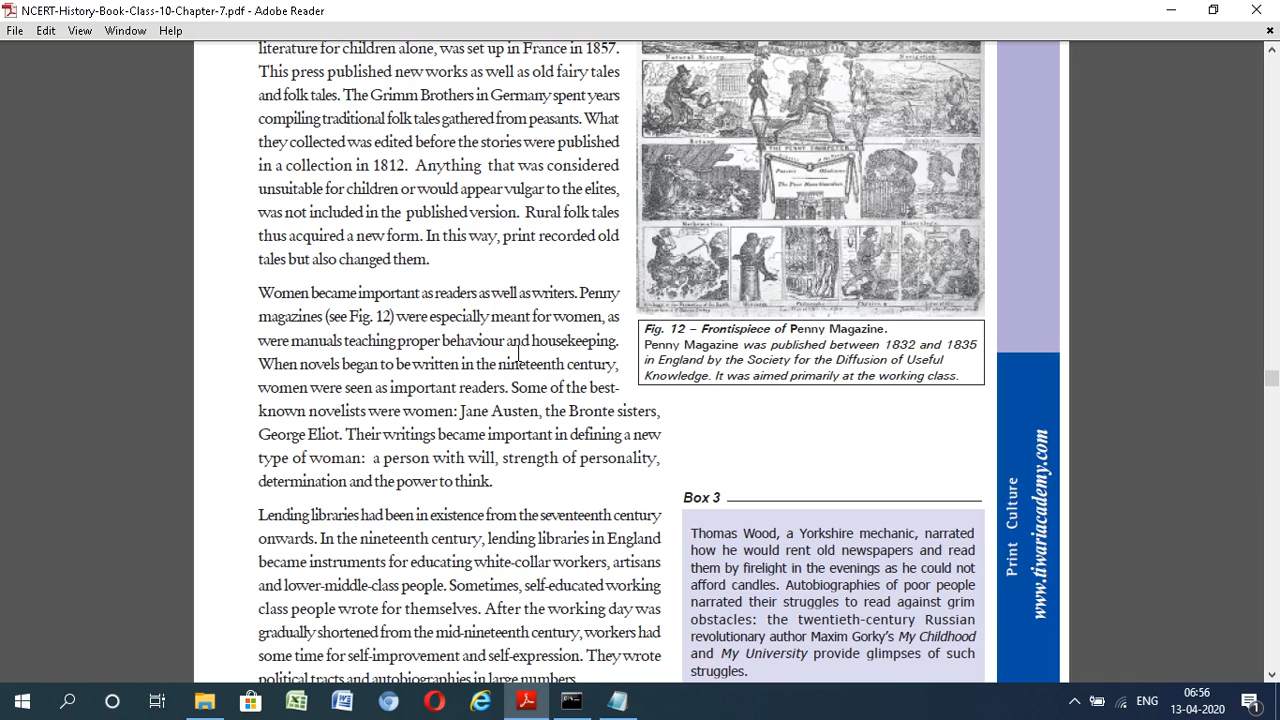 NCERT-History-Book-Class-10-Chapter-7.pdf - Adobe Reader
File Edit View Window Help
literature for children alone, was set up in France in 1857.
This press published new works as well as old fairy tales
and folk tales. The Grimm Brothers in Germany spent years
compiling traditional folk tales gathered from peasants. What
they collected was edited before the stories were published
in a collection in 1812. Anything that was considered
unsuitable for children or would appear vulgar to the elites,
was not included in the published version. Rural folk tales
thus acquired a new form. In this way, print recorded old
tales but also changed them.
Women became important as readers as well as writers. Penny
magazines (see Fig. 12) were especially meant for women, as
were manuals teaching proper behaviour and housekeeping.
When novels began to be written in the nineteenth century,
women were seen as important readers. Some of the best-
known novelists were women: Jane Austen, the Bronte sisters,
George Eliot. Their writings became important in defining a new
type of woman: a person with will, strength of personality,
determination and the power to think.
Lending libraries had been in existence from the seventeenth century
onwards. In the nineteenth century, lending libraries in England
became instruments for educating white-collar workers, artisans
and lower-middle-class people. Sometimes, self-educated working
class people wrote for themselves. After the working day was
gradually shortened from the mid-nineteenth century, workers had
some time for self-improvement and self-expression. They wrote
political tracts and autobiographies in large numbers.
Natural History.
Navigation.
Botany
THE PENNY
Mathematics
Mineralogy
Fig. 12 – Frontispiece of Penny Magazine.
Penny Magazine was published between 1832 and 1835
in England by the Society for the Diffusion of Useful
Knowledge. It was aimed primarily at the working class.
Box 3
Thomas Wood, a Yorkshire mechanic, narrated
how he would rent old newspapers and read
them by firelight in the evenings as he could not
afford candles. Autobiographies of poor people
narrated their struggles to read against grim
obstacles: the twentieth-century Russian
revolutionary author Maxim Gorky's My Childhood
and My University provide glimpses of such
struggles.
Print Culture
www.tiwariacademy.com
ENG
06:56
13-04-2020
1